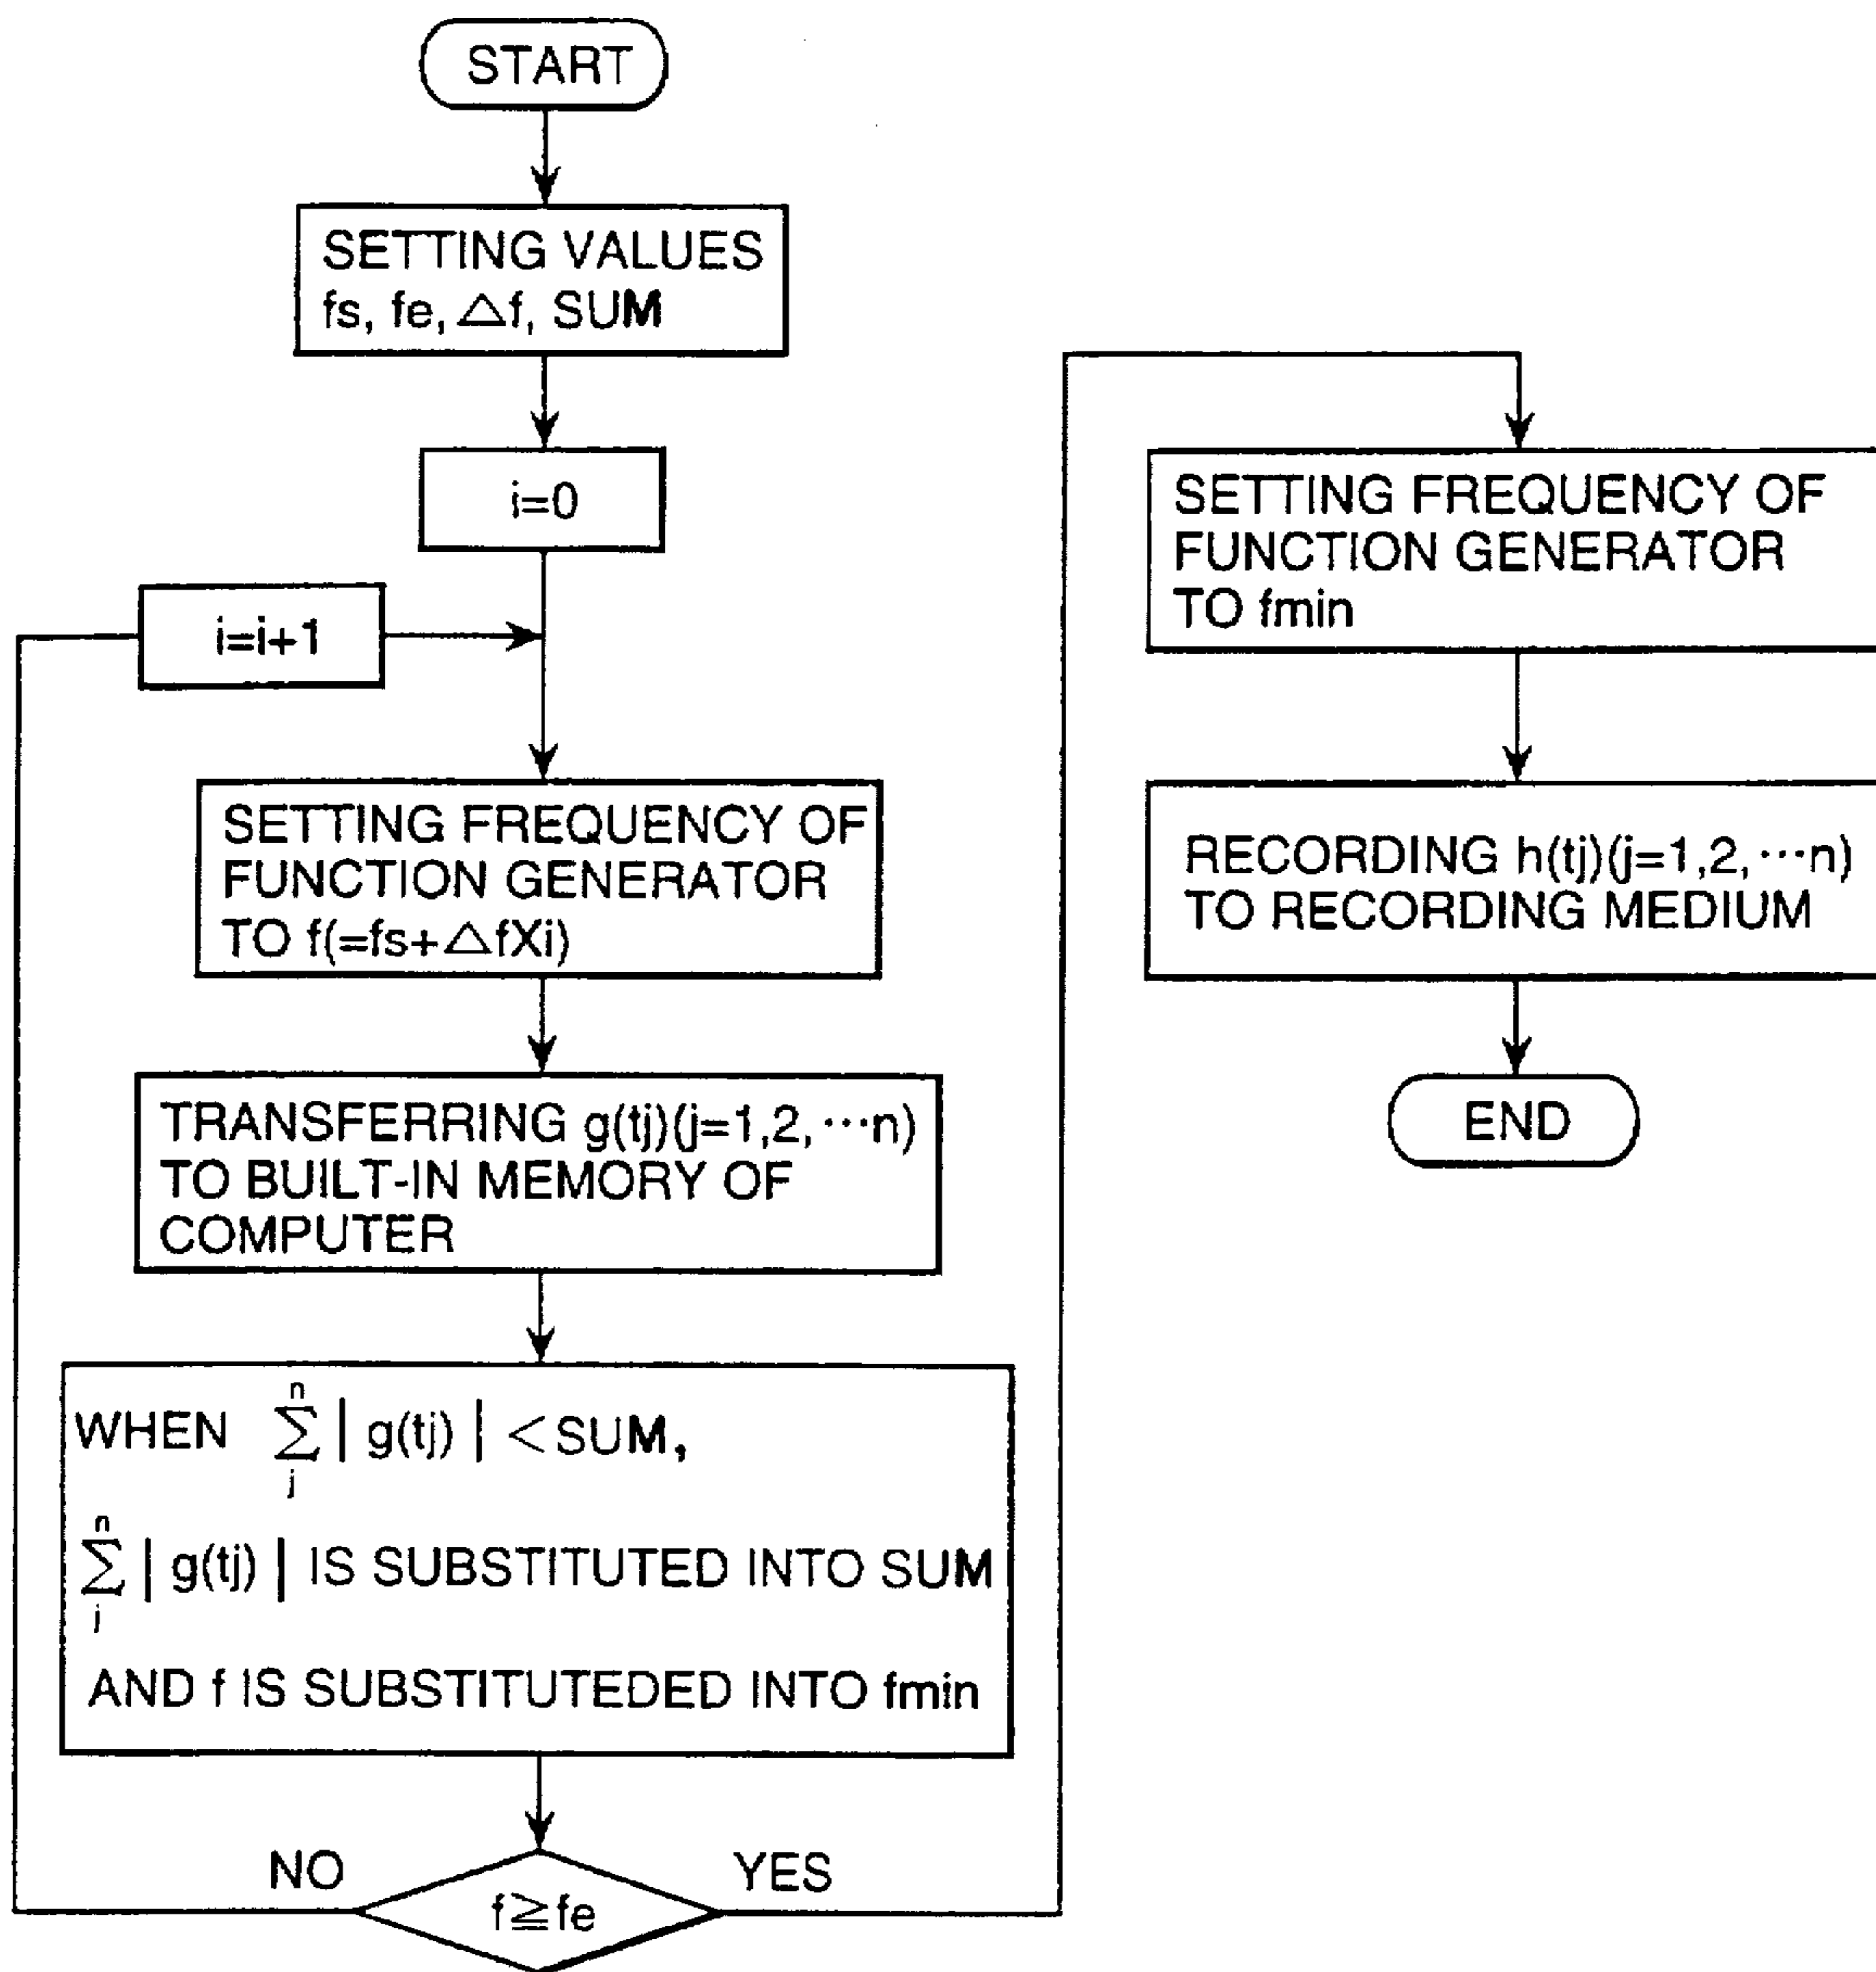 START
SETTING VALUES
fs, fe, △f, SUM
i=0
i=i+1
SETTING FREQUENCY OF
FUNCTION GENERATOR
TO f(=fs+△fXi)
TRANSFERRING g(tj)(j=1,2, ···n)
TO BUILT-IN MEMORY OF
COMPUTER
WHEN n∑j | g(tj) | < SUM,
n∑j | g(tj) | IS SUBSTITUTED INTO SUM
AND f IS SUBSTITUTEDED INTO fmin
NO
YES
f≧fe
SETTING FREQUENCY OF
FUNCTION GENERATOR
TO fmin
RECORDING h(tj)(j=1,2, ···n)
TO RECORDING MEDIUM
END